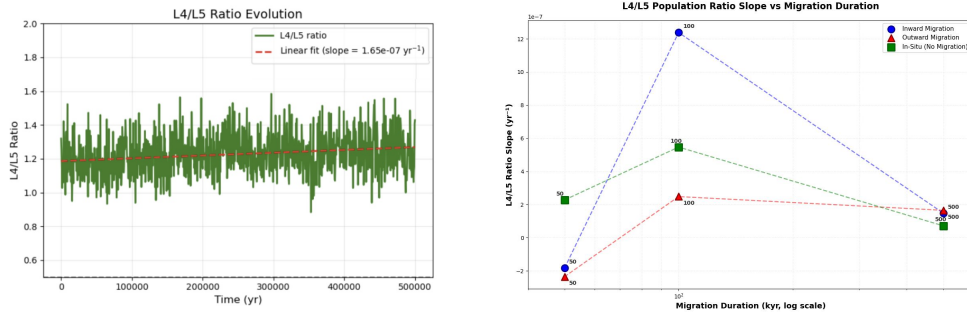 L4/L5 Ratio Evolution
L4/L5 ratio
Linear fit (slope = 1.65e-07 yr⁻¹)
L4/L5 Ratio
2.0
1.8
1.6
1.4
1.2
1.0
0.8
0.6
0
100000
200000
300000
400000
500000
Time (yr)
L4/L5 Population Ratio Slope vs Migration Duration
1e-7
Inward Migration
Outward Migration
In-Situ (No Migration)
L4/L5 Ratio Slope (yr⁻¹)
12
10
8
6
4
2
0
−2
100
100
100
50
50
50
500
500
500
10²
Migration Duration (kyr, log scale)